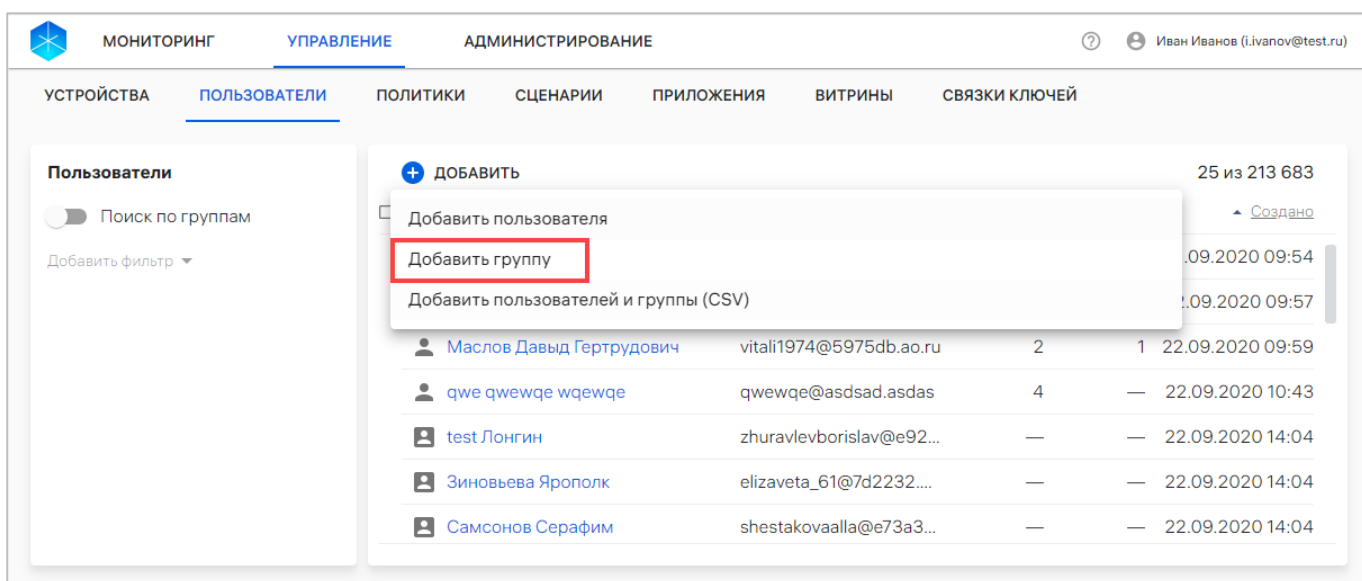 МОНИТОРИНГ УПРАВЛЕНИЕ АДМИНИСТРИРОВАНИЕ ? Иван Иванов (i.ivanov@test.ru)
УСТРОЙСТВА ПОЛЬЗОВАТЕЛИ ПОЛИТИКИ СЦЕНАРИИ ПРИЛОЖЕНИЯ ВИТРИНЫ СВЯЗКИ КЛЮЧЕЙ
Пользователи
Поиск по группам
Добавить фильтр
ДОБАВИТЬ 25 из 213 683
Создано
Добавить пользователя
Добавить группу
Добавить пользователей и группы (CSV)
.09.2020 09:54
.09.2020 09:57
Маслов Давыд Гертрудович vitali1974@5975db.ao.ru 2 1 22.09.2020 09:59
qwe qwewqe wqewqe qwewqe@asdsad.asdas 4 — 22.09.2020 10:43
test Лонгин zhuravlevborislav@e92... — — 22.09.2020 14:04
Зиновьева Ярополк elizaveta_61@7d2232.... — — 22.09.2020 14:04
Самсонов Серафим shestakovaalla@e73a3... — — 22.09.2020 14:04